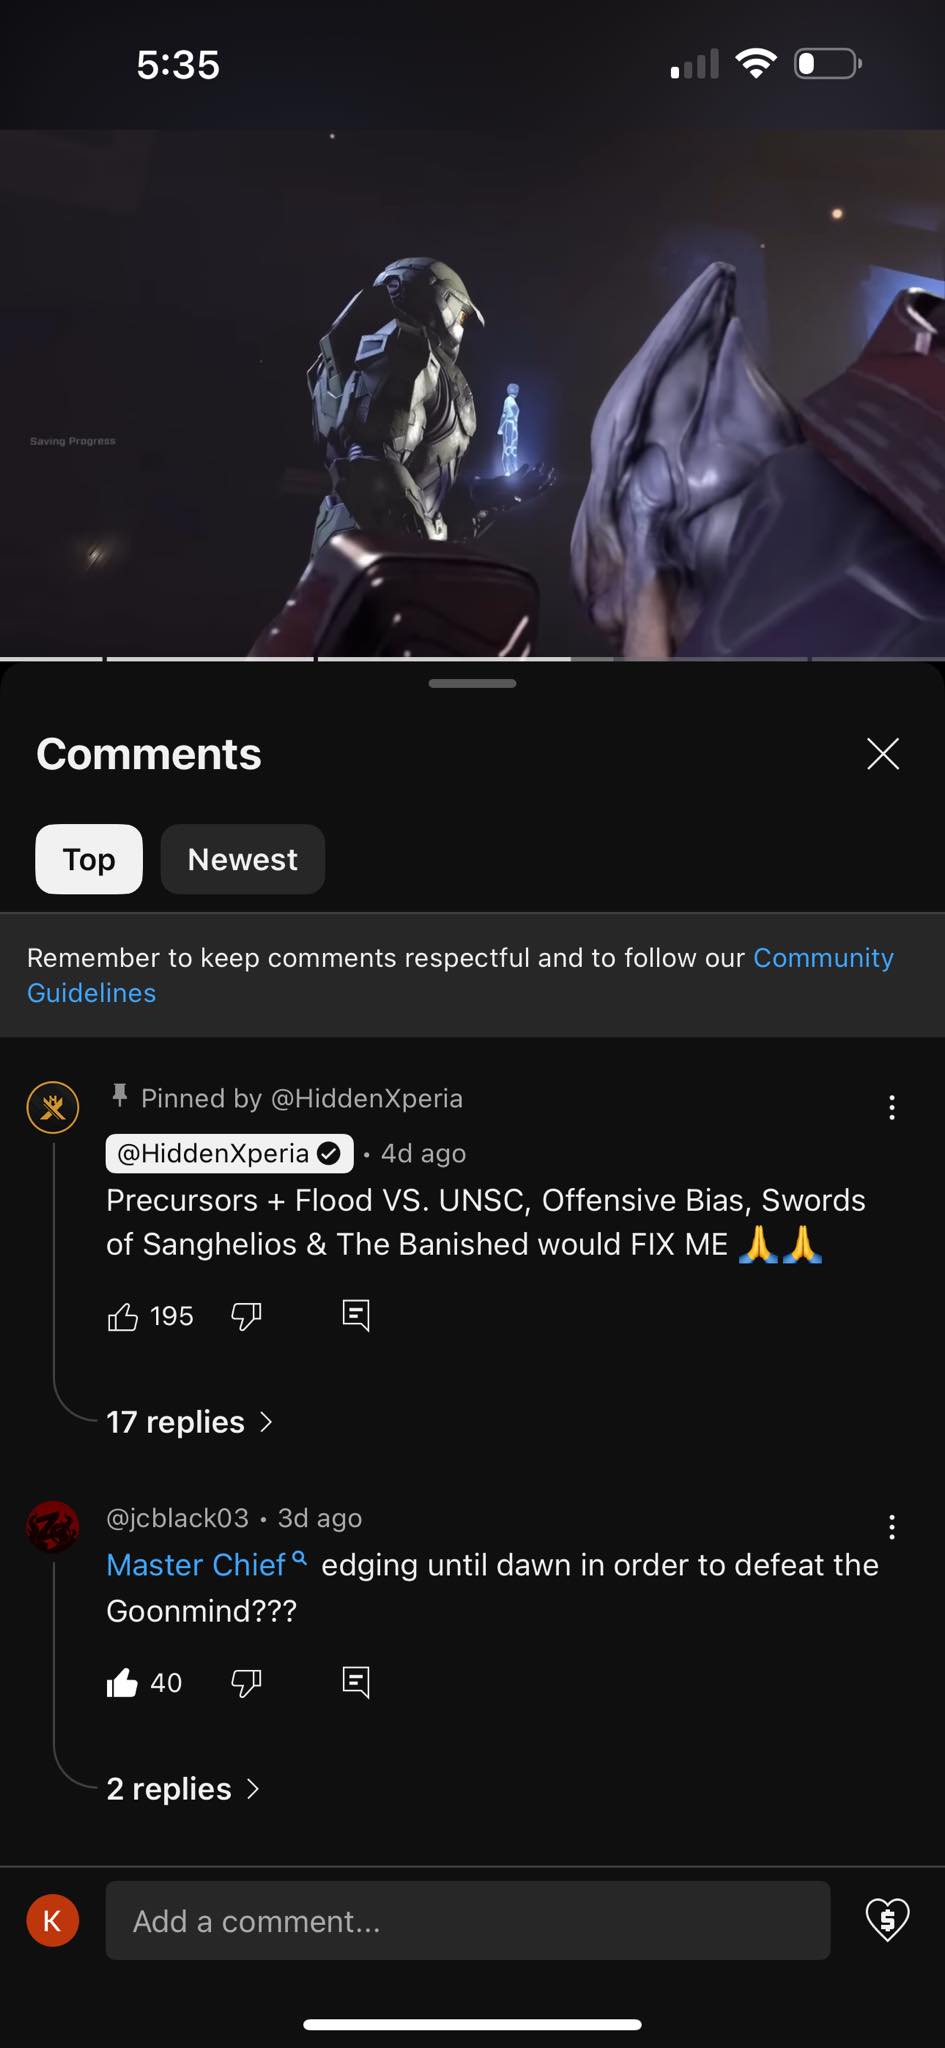 5:35
Saving Progress
Comments
Top
Newest
Remember to keep comments respectful and to follow our Community
Guidelines
Pinned by @HiddenXperia
@HiddenXperia • 4d ago
Precursors + Flood VS. UNSC, Offensive Bias, Swords
of Sanghelios & The Banished would FIX ME 🙏🙏
195
17 replies
@jcblack03 • 3d ago
Master Chief edging until dawn in order to defeat the
Goonmind???
40
2 replies
K
Add a comment...
$